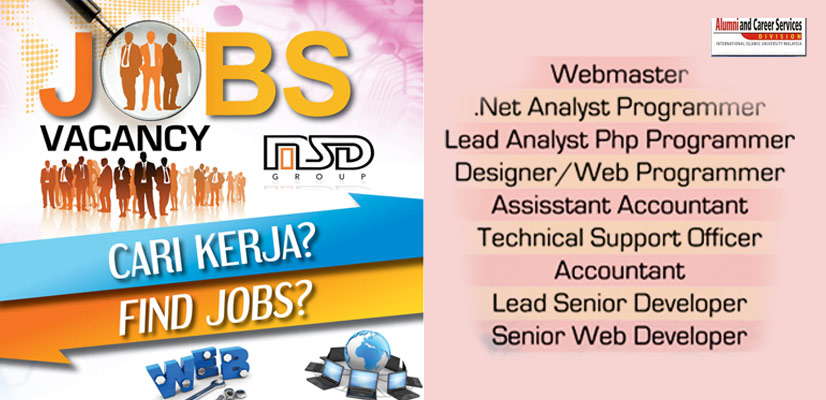 JOBS
VACANCY
nSD
GROUP
CARI KERJA?
FIND JOBS?
WEB
Alumni and Career Services
DIVISION
INTERNATIONAL ISLAMIC UNIVERSITY MALAYSIA
Webmaster
.Net Analyst Programmer
Lead Analyst Php Programmer
Designer/Web Programmer
Assisstant Accountant
Technical Support Officer
Accountant
Lead Senior Developer
Senior Web Developer